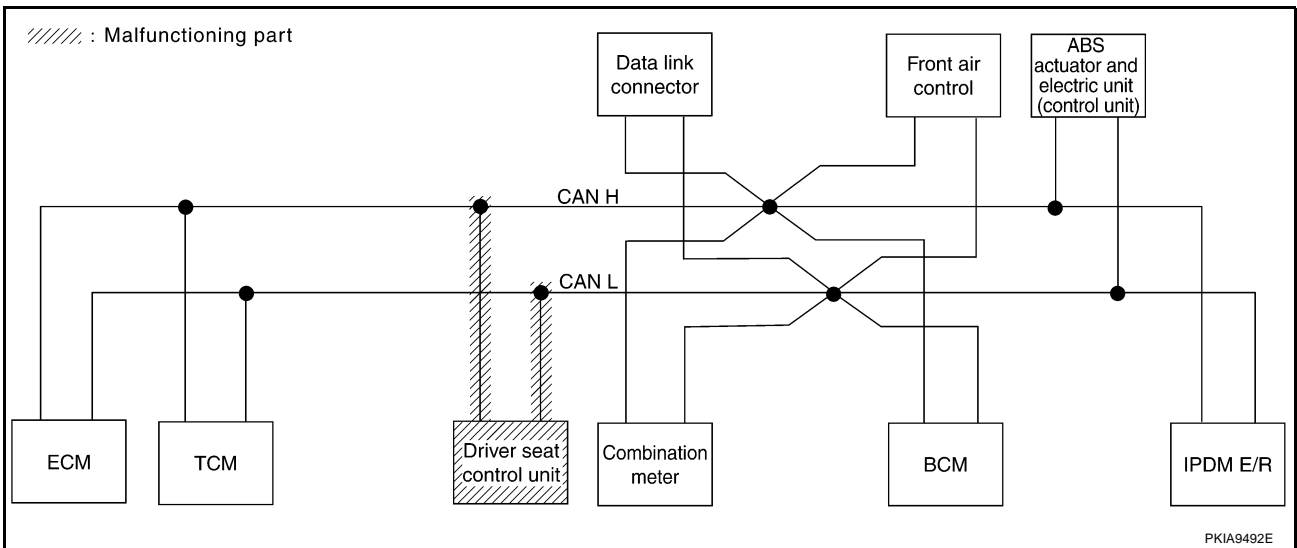 : Malfunctioning part
Data link
connector
Front air
control
ABS
actuator and
electric unit
(control unit)
CAN H
CAN L
ECM
TCM
Driver seat
control unit
Combination
meter
BCM
IPDM E/R
PKIA9492E